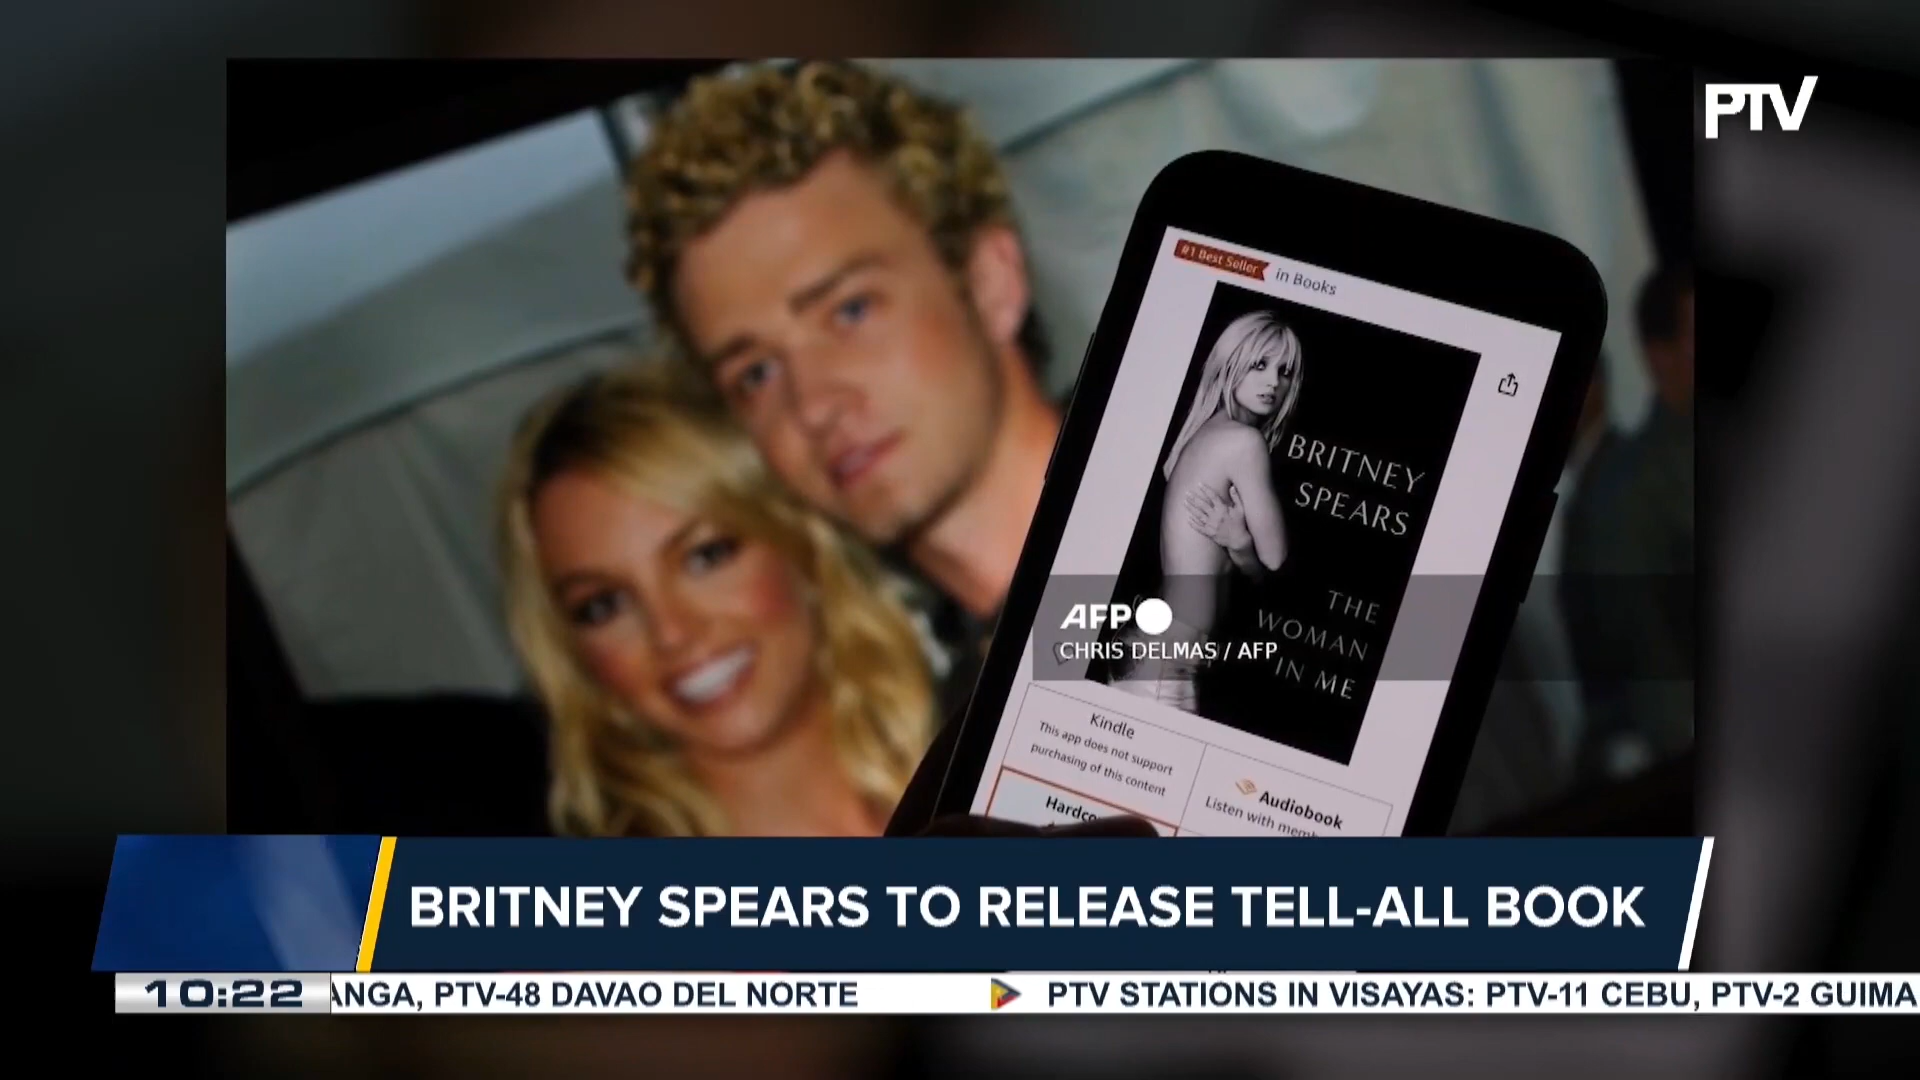 PTV
#1 Best Seller in Books
BRITNEY
SPEARS
THE
WOMAN
IN ME
AFP
CHRIS DELMAS / AFP
Kindle
This app does not support
purchasing of this content
Audiobook
Listen with
BRITNEY SPEARS TO RELEASE TELL-ALL BOOK
10:22
ANGA, PTV-48 DAVAO DEL NORTE PTV STATIONS IN VISAYAS: PTV-11 CEBU, PTV-2 GUIMA